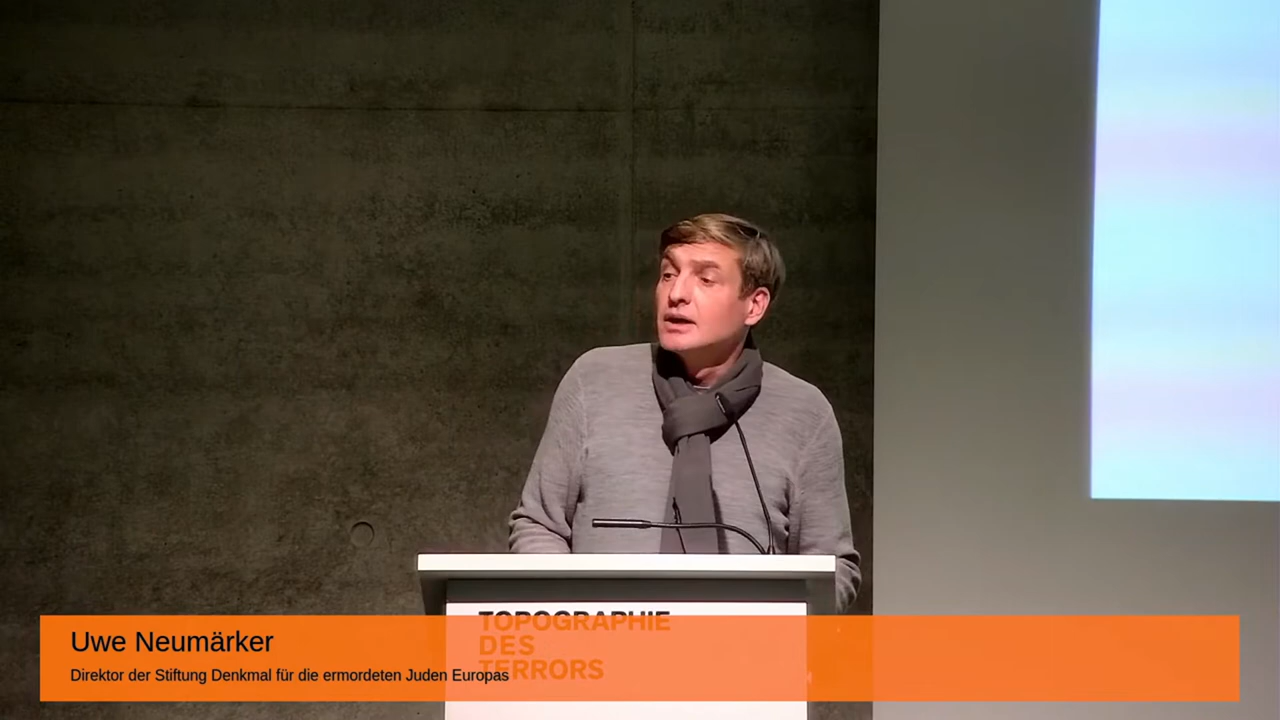 TOPOGRAPHIE
DES
TERRORS
Uwe Neumärker
Direktor der Stiftung Denkmal für die ermordeten Juden Europas